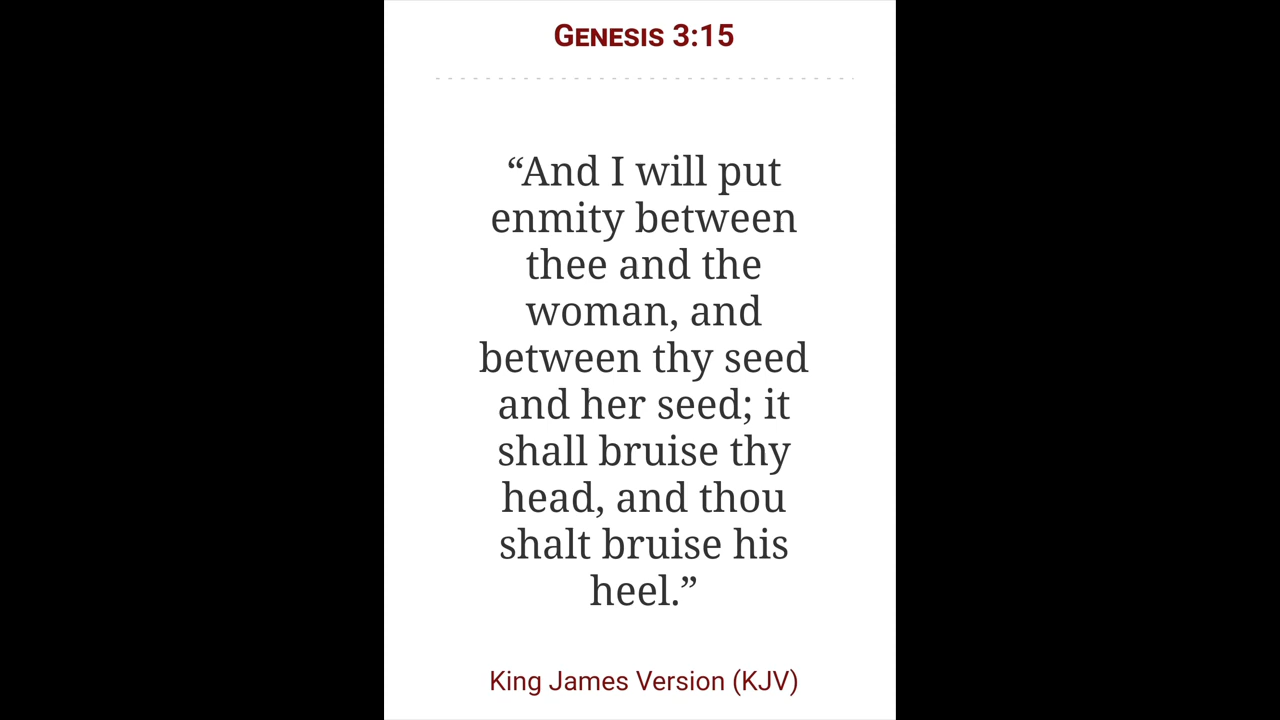 Genesis 3:15
“And I will put
enmity between
thee and the
woman, and
between thy seed
and her seed; it
shall bruise thy
head, and thou
shalt bruise his
heel.”
King James Version (KJV)